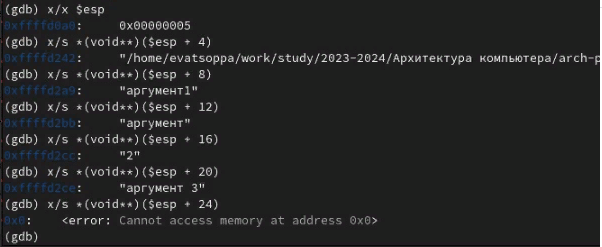 (gdb) x/x $esp
0xffffd0a0: 0x00000005
(gdb) x/s *(void**)($esp + 4)
0xffffd242: "/home/evatsoppa/work/study/2023-2024/Архитектура компьютера/arch-p
(gdb) x/s *(void**)($esp + 8)
0xffffd2a9: "аргумент1"
(gdb) x/s *(void**)($esp + 12)
0xffffd2bb: "аргумент"
(gdb) x/s *(void**)($esp + 16)
0xffffd2cc: "2"
(gdb) x/s *(void**)($esp + 20)
0xffffd2ce: "аргумент 3"
(gdb) x/s *(void**)($esp + 24)
0x0: <error: Cannot access memory at address 0x0>
(gdb)